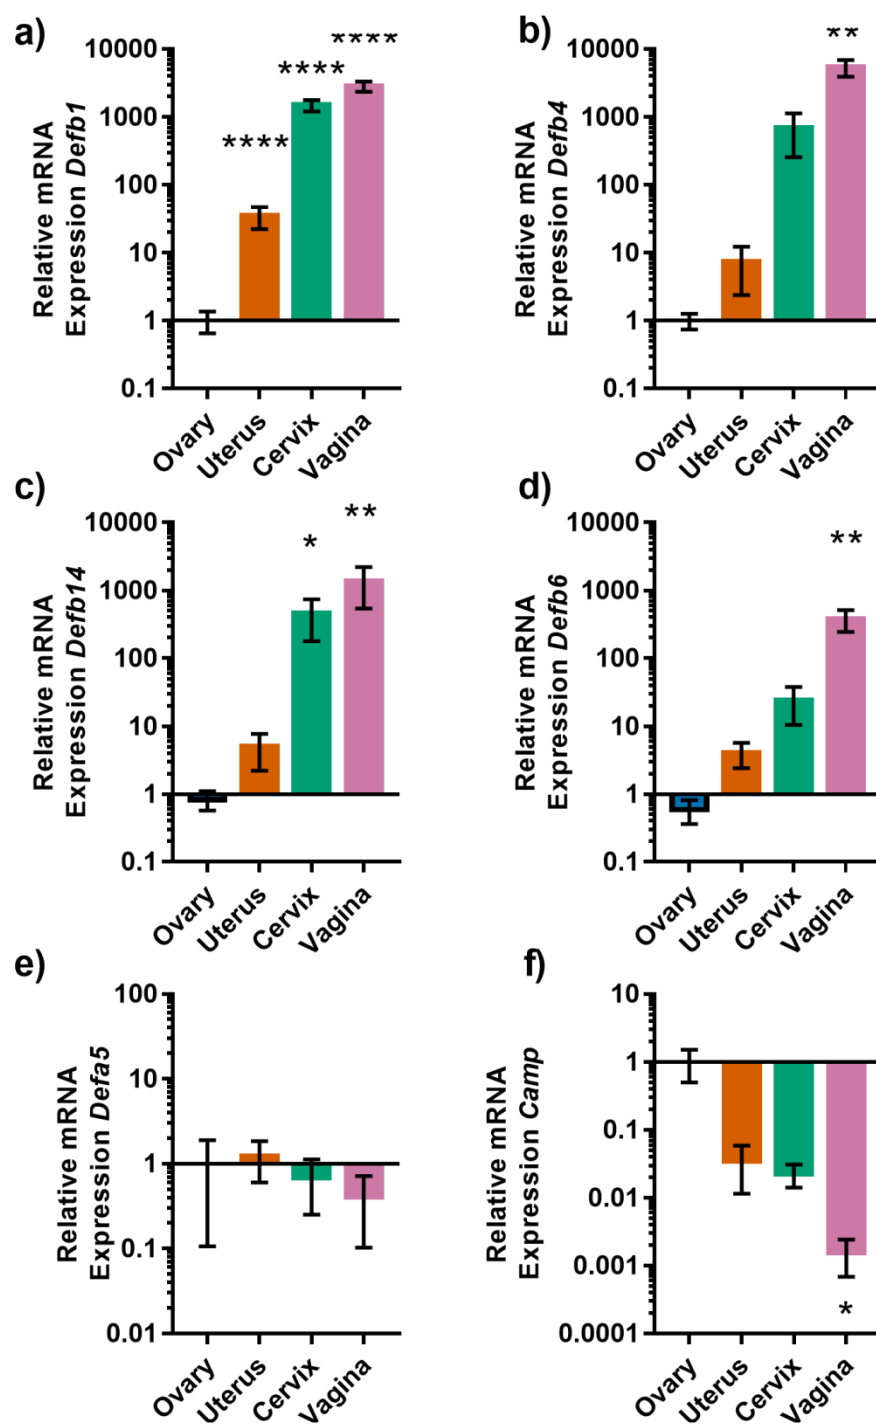 a)
****
****
****
Relative mRNA
Expression Defb1
10000
1000
100
10
1
0.1
Ovary
Uterus
Cervix
Vagina
b)
**
Relative mRNA
Expression Defb4
10000
1000
100
10
1
0.1
Ovary
Uterus
Cervix
Vagina
c)
*
**
Relative mRNA
Expression Defb14
10000
1000
100
10
1
0.1
Ovary
Uterus
Cervix
Vagina
d)
**
Relative mRNA
Expression Defb6
10000
1000
100
10
1
0.1
Ovary
Uterus
Cervix
Vagina
e)
Relative mRNA
Expression Defa5
100
10
1
0.1
0.01
Ovary
Uterus
Cervix
Vagina
f)
Relative mRNA
Expression Camp
10
1
0.1
0.01
0.001
0.0001
*
Ovary
Uterus
Cervix
Vagina